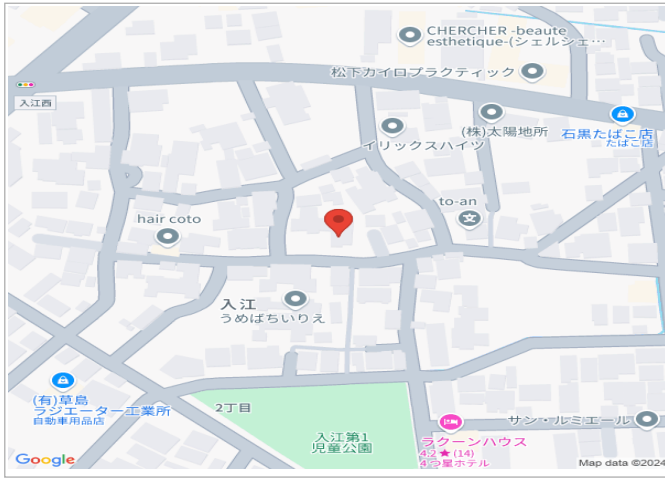 CHERCHER -beaute
esthetique-(シェルシェ…
松下カイロプラクティック
入江西
イリックスハイツ
(株)太陽地所
石黒たばこ店
たばこ店
to-an
文
hair coto
入江
うめばちいりえ
(有)草島
ラジエーター工業所
自動車用品店
2丁目
入江第1
児童公園
サン・ルミエール
ラクーンハウス
4.2★(14)
4つ星ホテル
Google
Map data ©2024